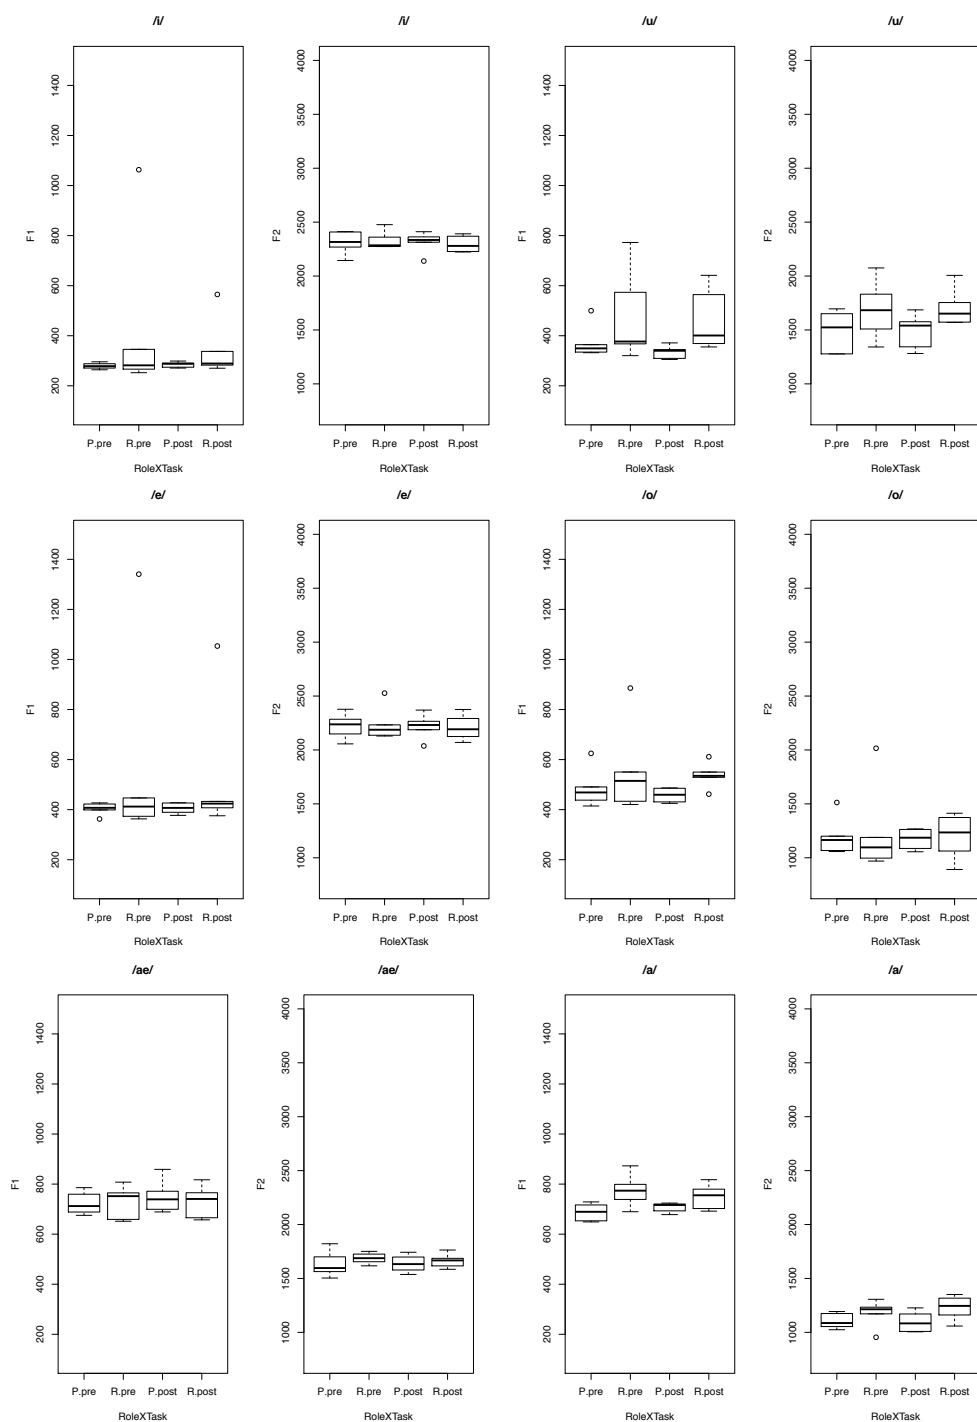 /i/ /i/ /u/ /u/
F1 200 400 600 800 1000 1200 1400
F2 1000 1500 2000 2500 3000 3500 4000
F1 200 400 600 800 1000 1200 1400
F2 1000 1500 2000 2500 3000 3500 4000
P.pre R.pre P.post R.post P.pre R.pre P.post R.post P.pre R.pre P.post R.post P.pre R.pre P.post R.post
RoleXTask RoleXTask RoleXTask RoleXTask
/e/ /e/ /o/ /o/
F1 200 400 600 800 1000 1200 1400
F2 1000 1500 2000 2500 3000 3500 4000
F1 200 400 600 800 1000 1200 1400
F2 1000 1500 2000 2500 3000 3500 4000
P.pre R.pre P.post R.post P.pre R.pre P.post R.post P.pre R.pre P.post R.post P.pre R.pre P.post R.post
RoleXTask RoleXTask RoleXTask RoleXTask
/ae/ /ae/ /a/ /a/
F1 200 400 600 800 1000 1200 1400
F2 1000 1500 2000 2500 3000 3500 4000
F1 200 400 600 800 1000 1200 1400
F2 1000 1500 2000 2500 3000 3500 4000
P.pre R.pre P.post R.post P.pre R.pre P.post R.post P.pre R.pre P.post R.post P.pre R.pre P.post R.post
RoleXTask RoleXTask RoleXTask RoleXTask